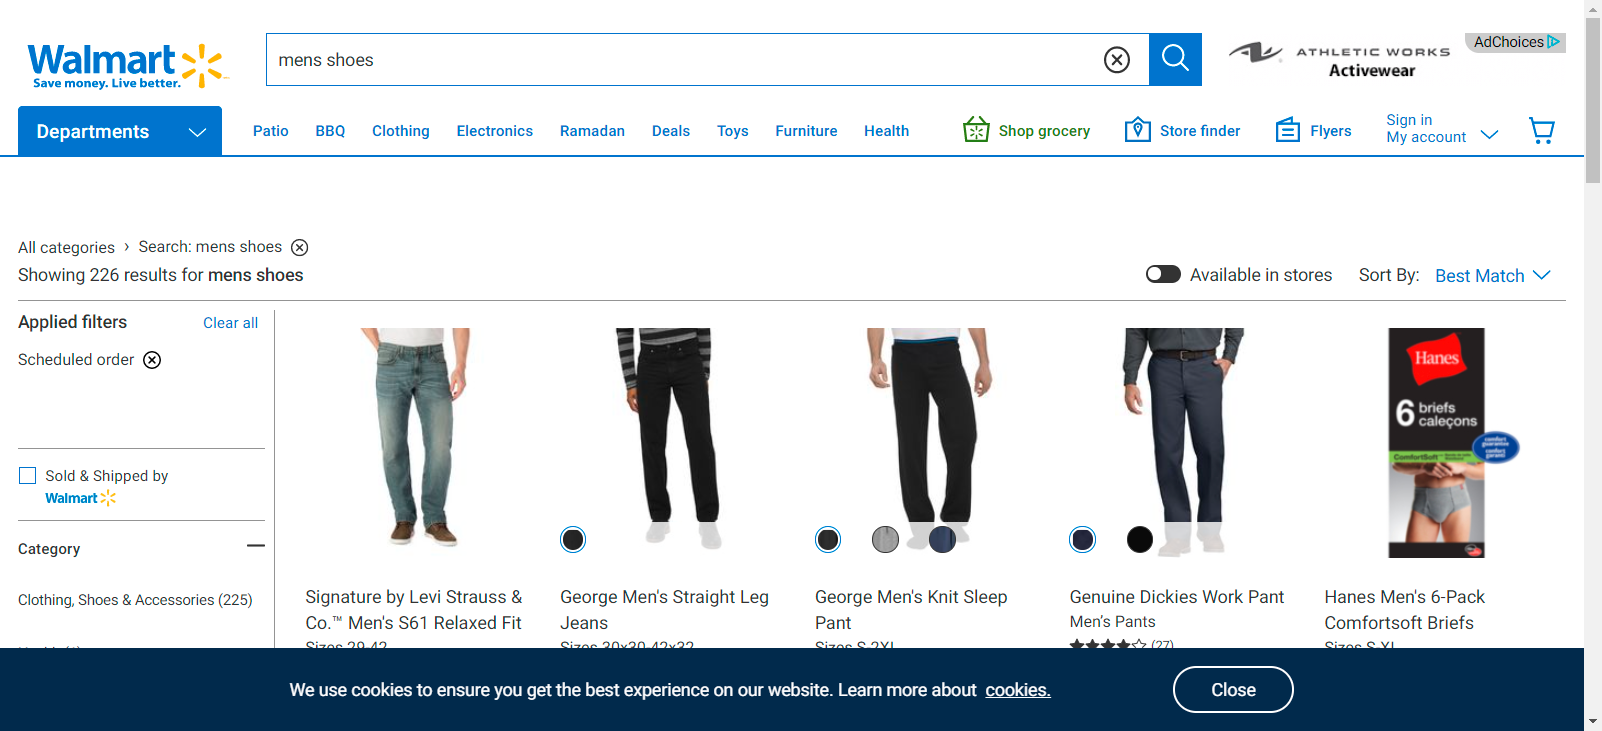 Walmart
Save money. Live better.
mens shoes
ATHLETIC WORKS
Activewear
AdChoices
Departments
Patio
BBQ
Clothing
Electronics
Ramadan
Deals
Toys
Furniture
Health
Shop grocery
Store finder
Flyers
Sign in
My account
All categories › Search: mens shoes
Showing 226 results for mens shoes
Available in stores
Sort By: Best Match
Applied filters
Clear all
Scheduled order
Sold & Shipped by
Walmart
Category
Clothing, Shoes & Accessories (225)
Hanes
6 briefs
caleçons
ComfortSoft
Signature by Levi Strauss &
Co.™ Men's S61 Relaxed Fit
Sizes 29-42
George Men's Straight Leg
Jeans
Sizes 30x30-42x32
George Men's Knit Sleep
Pant
Sizes S-2XL
Genuine Dickies Work Pant
Men's Pants
(27)
Hanes Men's 6-Pack
Comfortsoft Briefs
Sizes S-XL
We use cookies to ensure you get the best experience on our website. Learn more about cookies.
Close